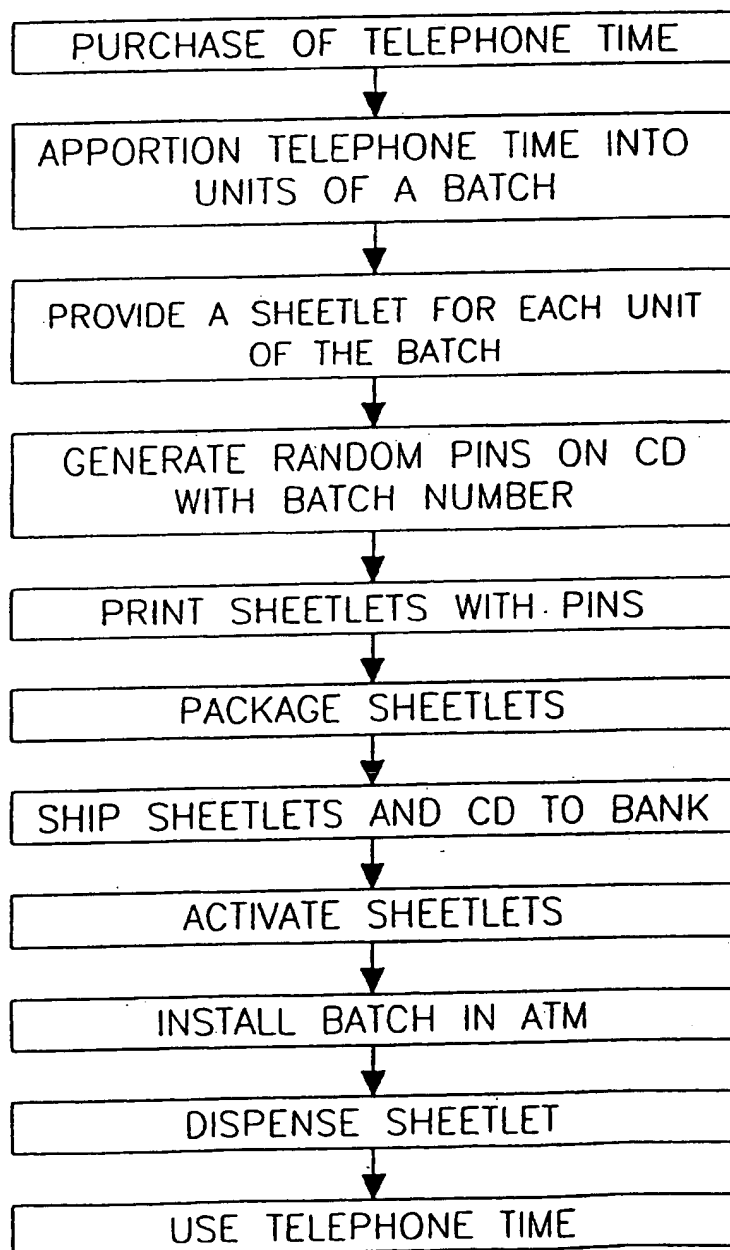 PURCHASE OF TELEPHONE TIME
APPORTION TELEPHONE TIME INTO
UNITS OF A BATCH
PROVIDE A SHEETLET FOR EACH UNIT
OF THE BATCH
GENERATE RANDOM PINS ON CD
WITH BATCH NUMBER
PRINT SHEETLETS WITH PINS
PACKAGE SHEETLETS
SHIP SHEETLETS AND CD TO BANK
ACTIVATE SHEETLETS
INSTALL BATCH IN ATM
DISPENSE SHEETLET
USE TELEPHONE TIME